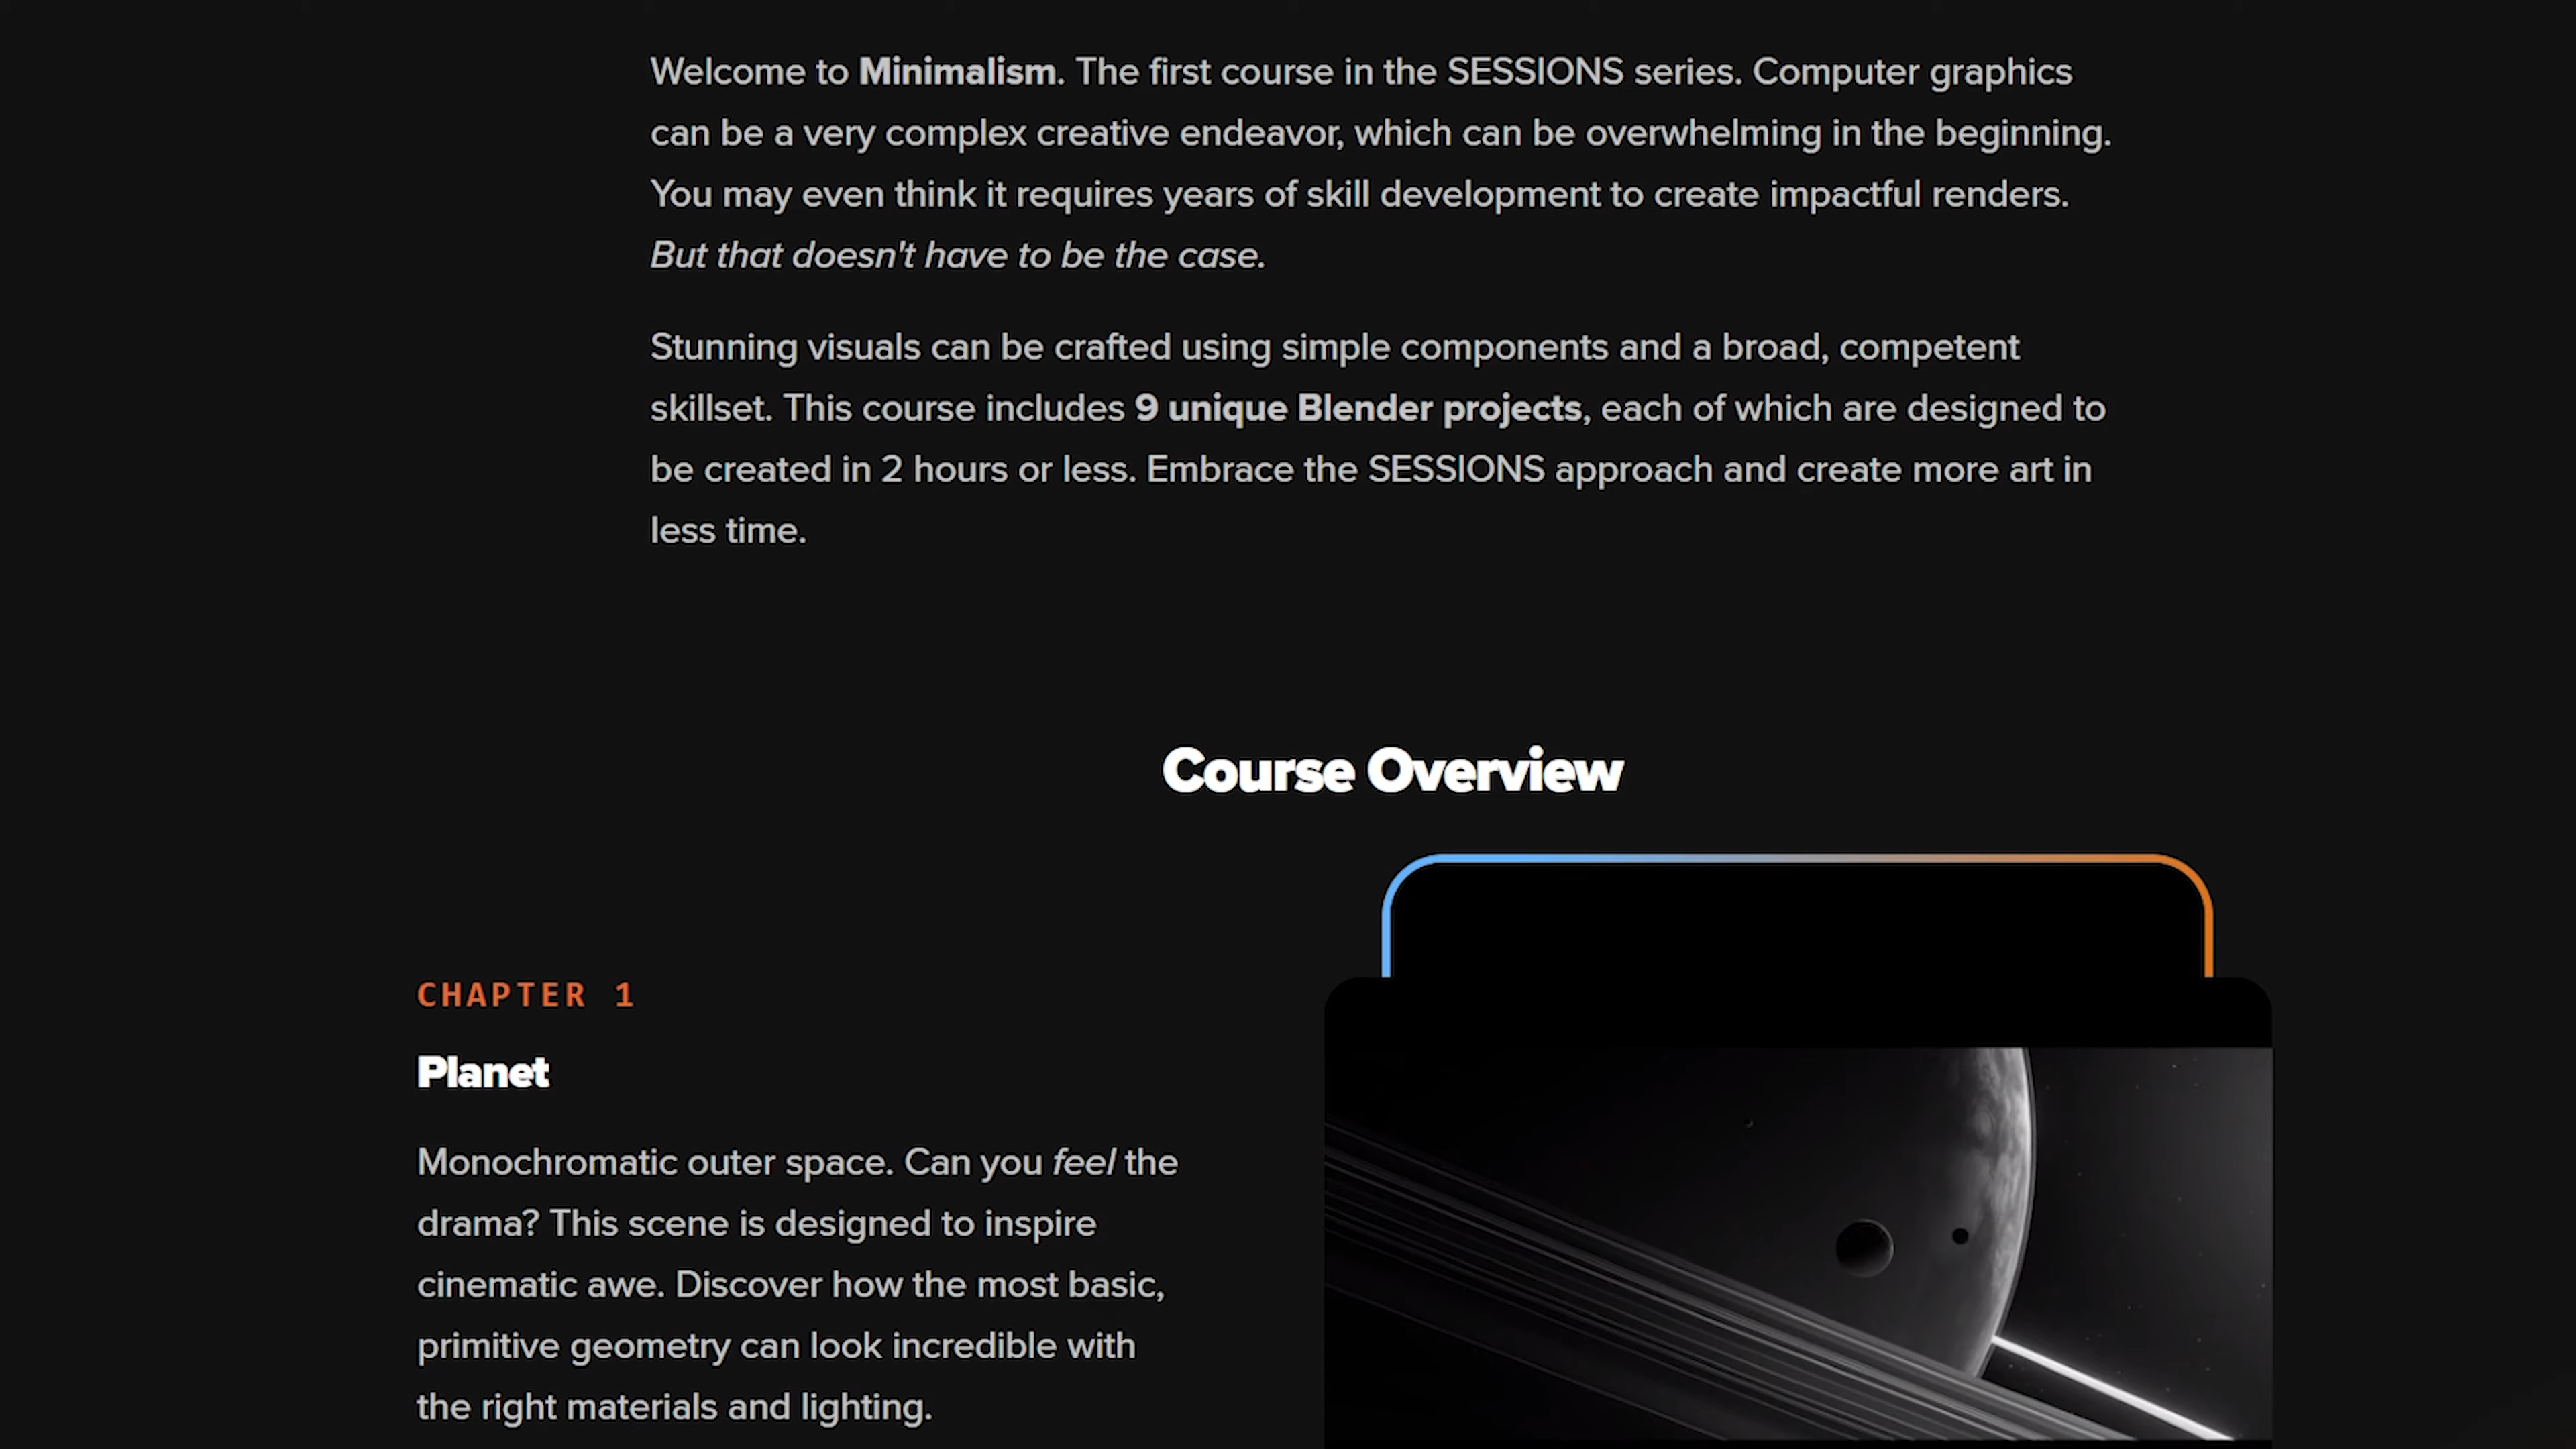 Welcome to Minimalism. The first course in the SESSIONS series. Computer graphics
can be a very complex creative endeavor, which can be overwhelming in the beginning.
You may even think it requires years of skill development to create impactful renders.
But that doesn't have to be the case.
Stunning visuals can be crafted using simple components and a broad, competent
skillset. This course includes 9 unique Blender projects, each of which are designed to
be created in 2 hours or less. Embrace the SESSIONS approach and create more art in
less time.
Course Overview
CHAPTER 1
Planet
Monochromatic outer space. Can you feel the
drama? This scene is designed to inspire
cinematic awe. Discover how the most basic,
primitive geometry can look incredible with
the right materials and lighting.